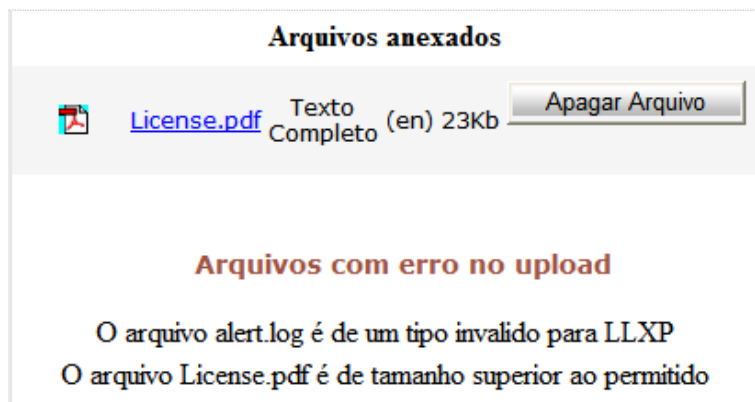 Arquivos anexados
License.pdf Texto Completo (en) 23Kb Apagar Arquivo
Arquivos com erro no upload
O arquivo alert.log é de um tipo invalido para LLXP
O arquivo License.pdf é de tamanho superior ao permitido